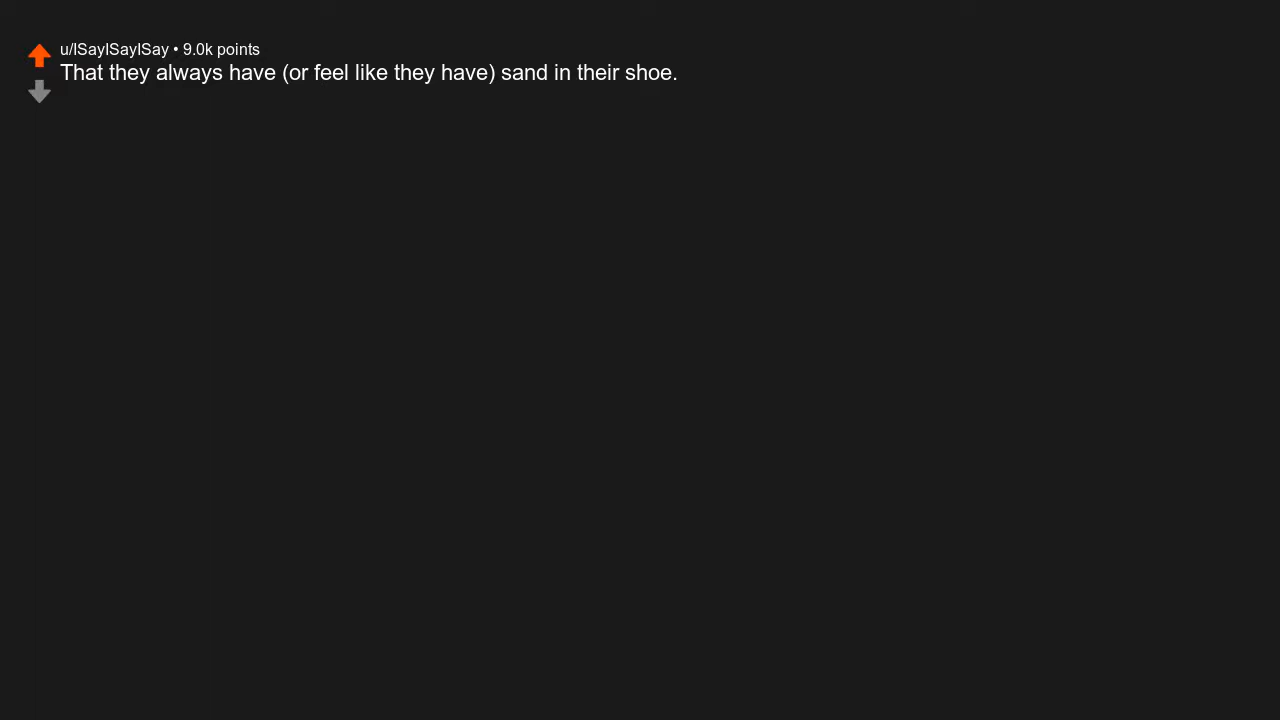 u/ISayISayISay • 9.0k points
That they always have (or feel like they have) sand in their shoe.